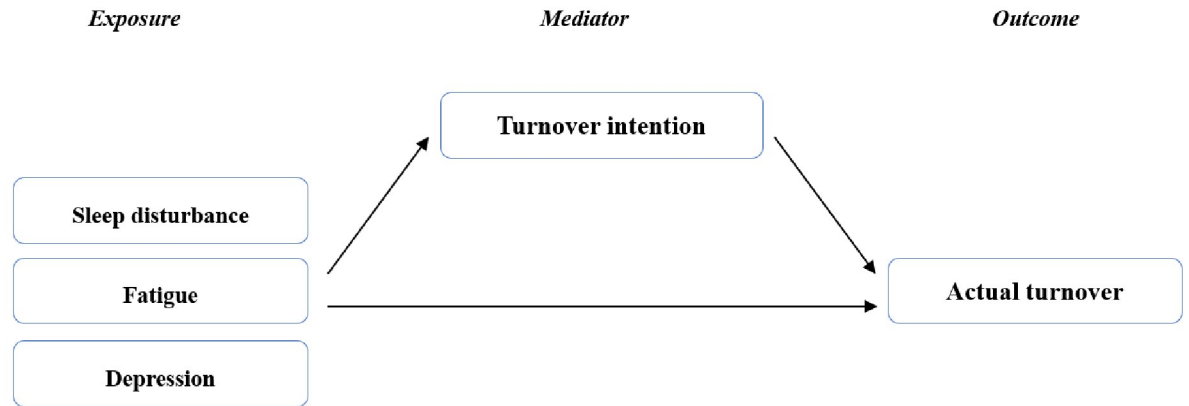 Exposure
Mediator
Outcome
Turnover intention
Sleep disturbance
Fatigue
Actual turnover
Depression